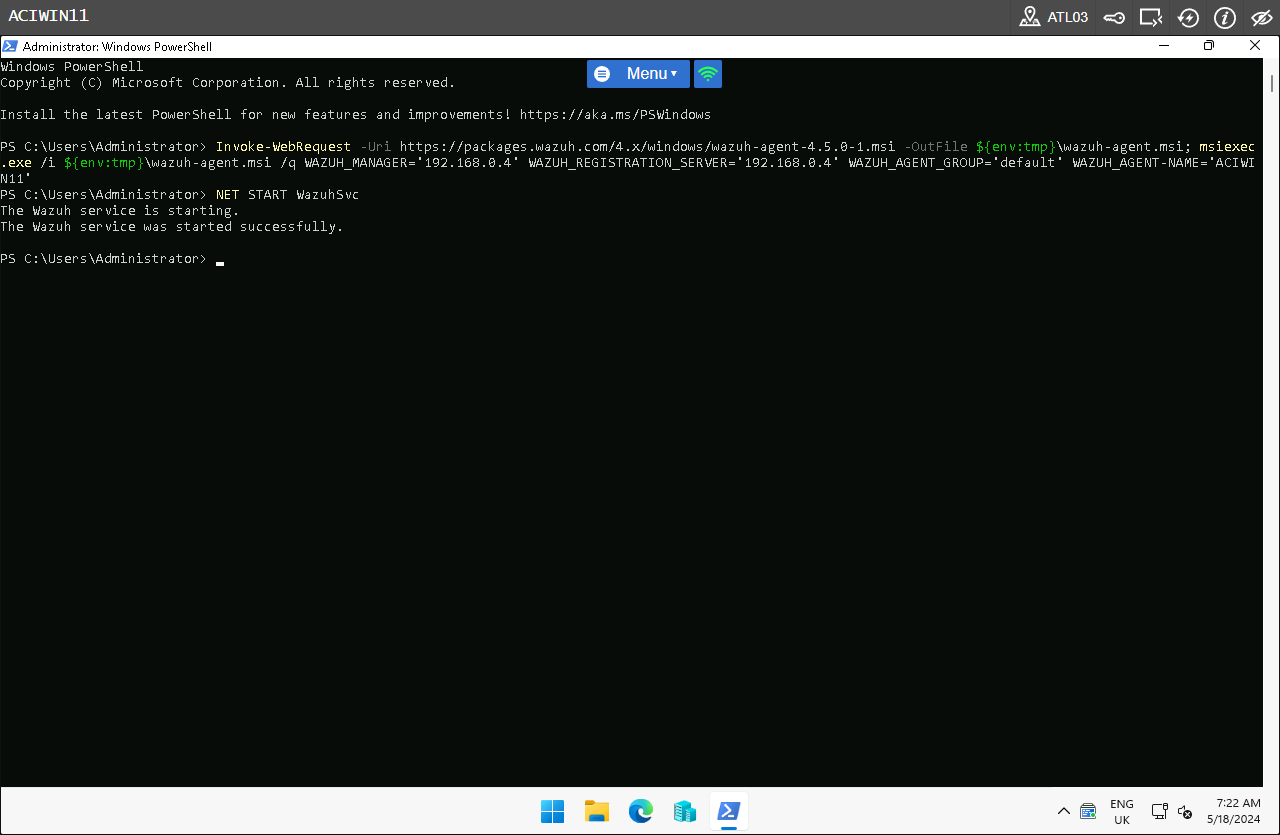 ACIWIN11
ATL03
Administrator: Windows PowerShell
Menu
Windows PowerShell
Copyright (C) Microsoft Corporation. All rights reserved.
Install the latest PowerShell for new features and improvements! https://aka.ms/PSWindows
PS C:\Users\Administrator> Invoke-WebRequest -Uri https://packages.wazuh.com/4.x/windows/wazuh-agent-4.5.0-1.msi -OutFile ${env:tmp}\wazuh-agent.msi; msiexec
.exe /i ${env:tmp}\wazuh-agent.msi /q WAZUH_MANAGER='192.168.0.4' WAZUH_REGISTRATION_SERVER='192.168.0.4' WAZUH_AGENT_GROUP='default' WAZUH_AGENT-NAME='ACIWI
N11'
PS C:\Users\Administrator> NET START WazuhSvc
The Wazuh service is starting.
The Wazuh service was started successfully.
PS C:\Users\Administrator>
ENG
UK
7:22 AM
5/18/2024